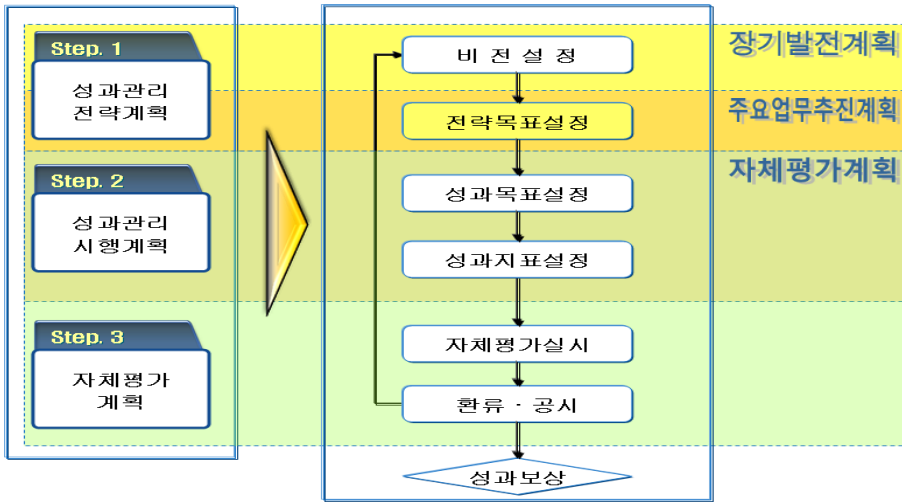 Step. 1
성과관리
전략계획
Step. 2
성과관리
시행계획
Step. 3
자체평가
계획
비 전 설 정
전략목표설정
성과목표설정
성과지표설정
자체평가실시
환류 · 공시
성과보상
장기발전계획
주요업무추진계획
자체평가계획